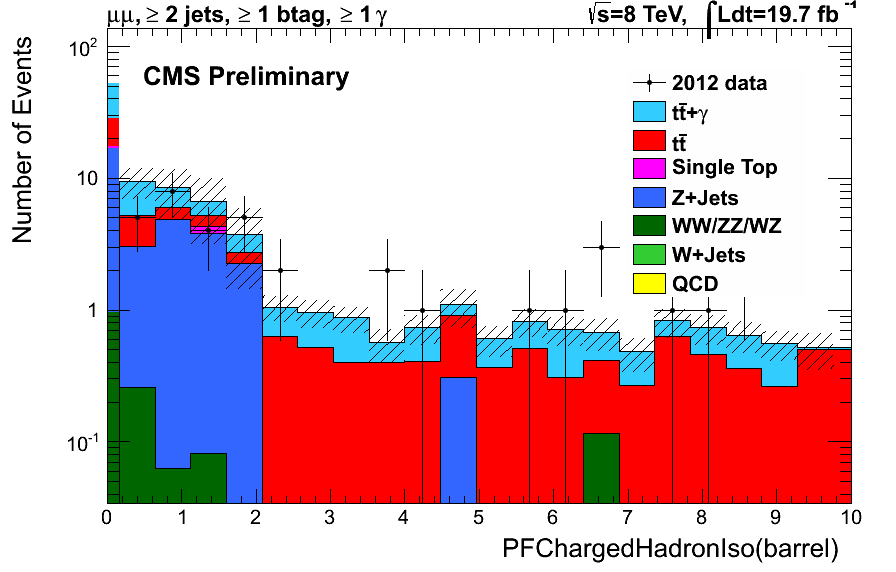 μμ, ≥ 2 jets, ≥ 1 btag, ≥ 1 γ
√s=8 TeV, ∫Ldt=19.7 fb⁻¹
CMS Preliminary
2012 data
tt̄+γ
tt̄
Single Top
Z+Jets
WW/ZZ/WZ
W+Jets
QCD
Number of Events
10²
10
1
10⁻¹
0 1 2 3 4 5 6 7 8 9 10
PFChargedHadronIso(barrel)